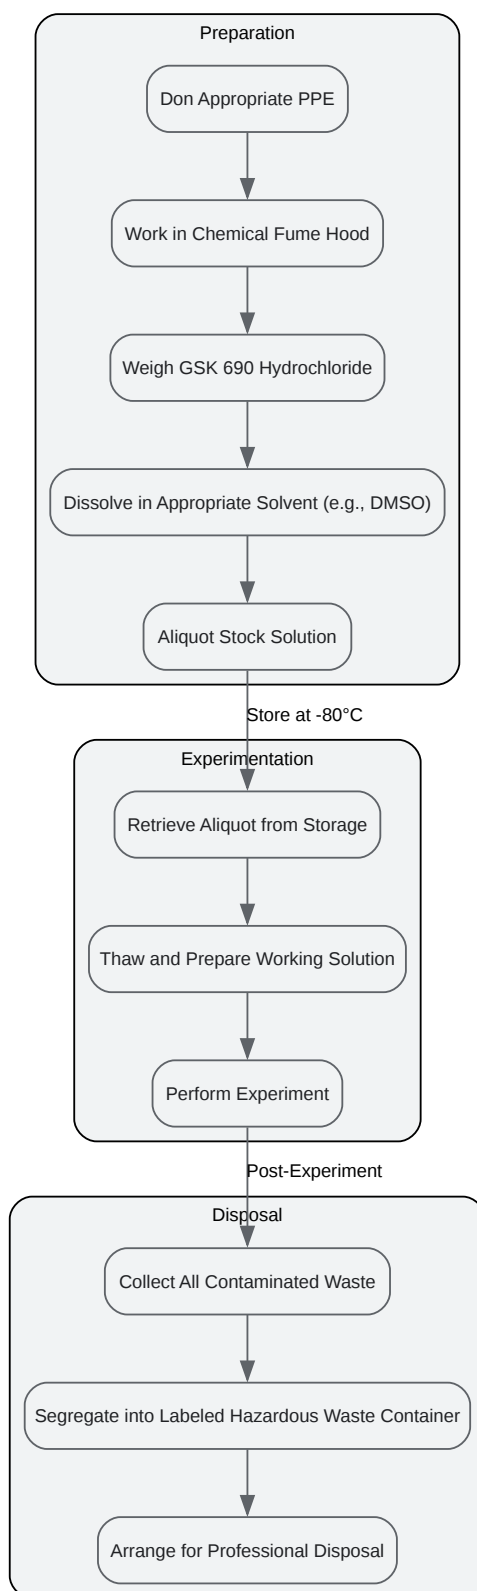 Preparation
Don Appropriate PPE
Work in Chemical Fume Hood
Weigh GSK 690 Hydrochloride
Dissolve in Appropriate Solvent (e.g., DMSO)
Aliquot Stock Solution
Store at -80°C
Experimentation
Retrieve Aliquot from Storage
Thaw and Prepare Working Solution
Perform Experiment
Post-Experiment
Disposal
Collect All Contaminated Waste
Segregate into Labeled Hazardous Waste Container
Arrange for Professional Disposal